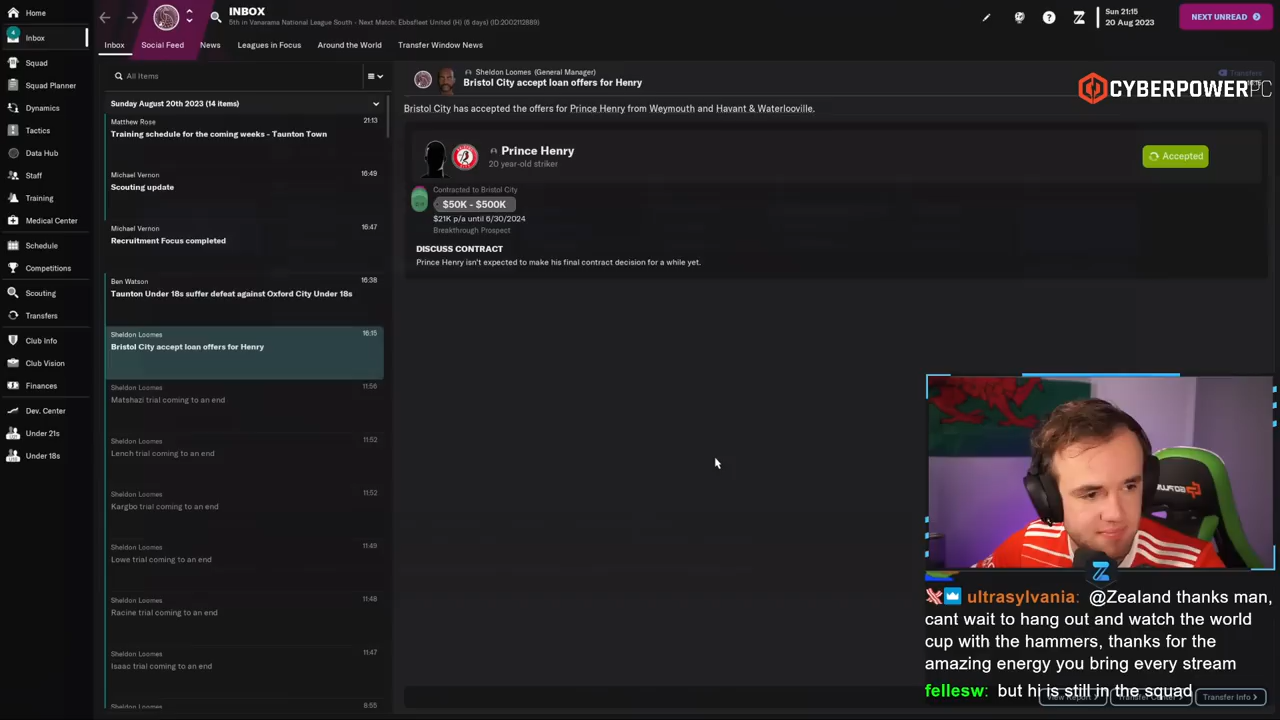 Home
INBOX
5th in Vanarama National League South - Next Match: Ebbsfleet United (H) (6 days) (ID:2002112889)
Sun 21:15
20 Aug 2023
NEXT UNREAD
4
Inbox
Squad
Squad Planner
Dynamics
Tactics
Data Hub
Staff
Training
Medical Center
Schedule
Competitions
Scouting
Transfers
Club Info
Club Vision
Finances
Dev. Center
Under 21s
Under 18s
Inbox
Social Feed
News
Leagues in Focus
Around the World
Transfer Window News
All Items
Sunday August 20th 2023 (14 items)
Matthew Rose
21:13
Training schedule for the coming weeks - Taunton Town
Michael Vernon
16:49
Scouting update
Michael Vernon
16:47
Recruitment Focus completed
Ben Watson
16:38
Taunton Under 18s suffer defeat against Oxford City Under 18s
Sheldon Loomes
16:15
Bristol City accept loan offers for Henry
Sheldon Loomes
11:56
Matshazi trial coming to an end
Sheldon Loomes
11:52
Lench trial coming to an end
Sheldon Loomes
11:52
Kargbo trial coming to an end
Sheldon Loomes
11:49
Lowe trial coming to an end
Sheldon Loomes
11:48
Racine trial coming to an end
Sheldon Loomes
11:47
Isaac trial coming to an end
Sheldon Loomes
8:55
Sheldon Loomes (General Manager)
Bristol City accept loan offers for Henry
Transfers
CYBERPOWERPC
Bristol City has accepted the offers for Prince Henry from Weymouth and Havant & Waterlooville.
Prince Henry
20 year-old striker
Accepted
Contracted to Bristol City
$50K - $500K
$21K p/a until 6/30/2024
Breakthrough Prospect
DISCUSS CONTRACT
Prince Henry isn't expected to make his final contract decision for a while yet.
ultrasylvania: @Zealand thanks man,
cant wait to hang out and watch the world
cup with the hammers, thanks for the
amazing energy you bring every stream
fellesw: but hi is still in the squad
View Report
Transfer Center
Transfer Info